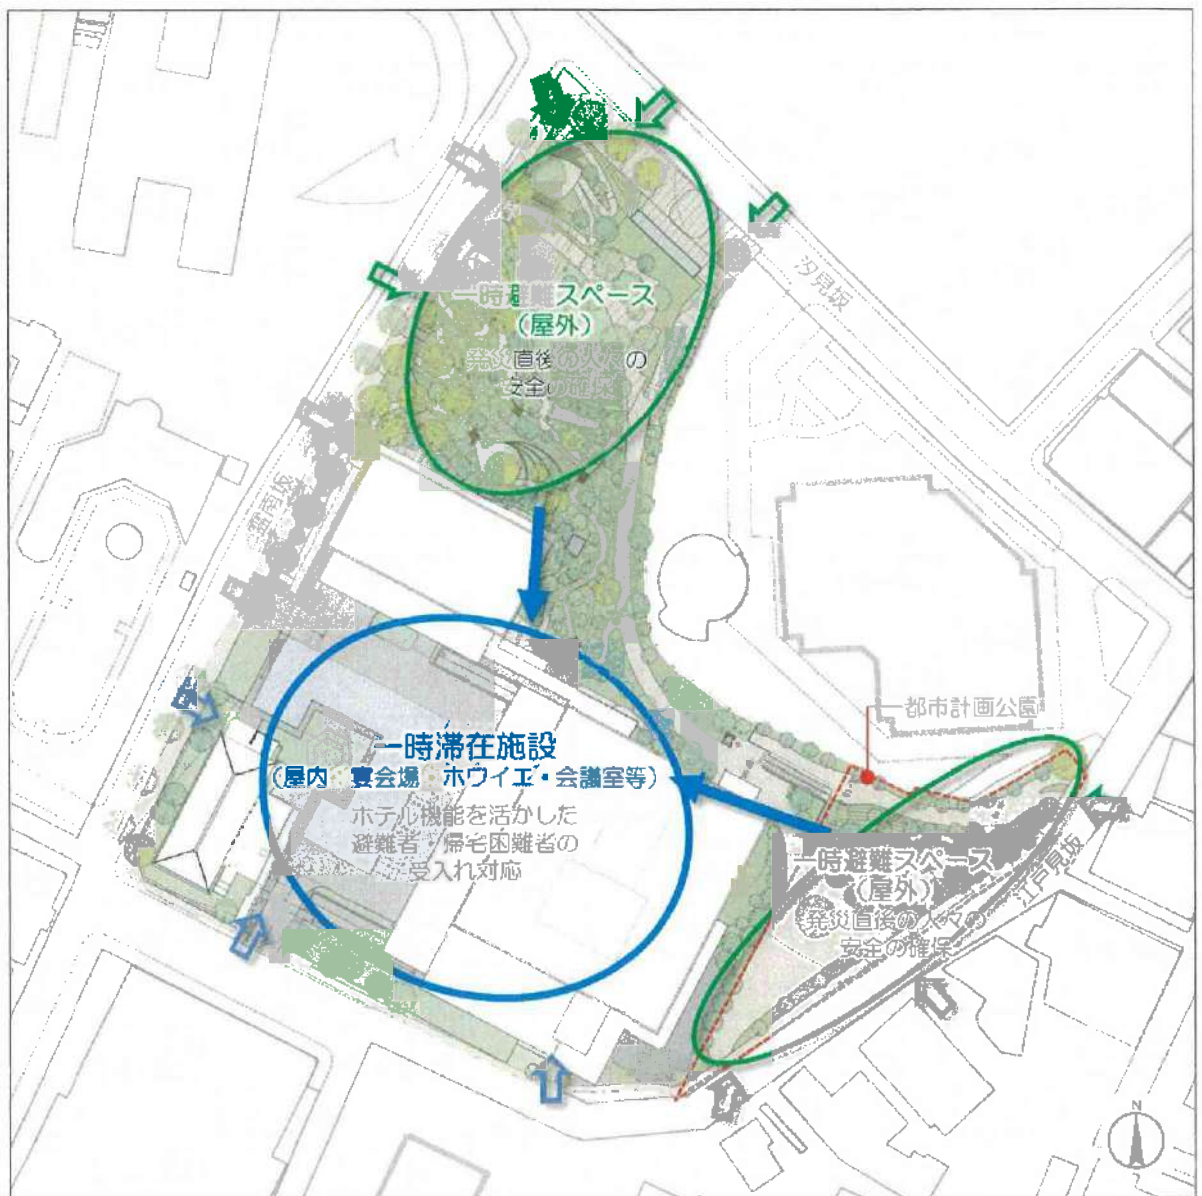 汐見坂
一時避難スペース
（屋外）
発災直後の人々の
安全の確保
霊南坂
都市計画公園
一時滞在施設
（屋内 宴会場 ホワイエ・会議室等）
ホテル機能を活かした
避難者 帰宅困難者の
受入れ対応
一時避難スペース
（屋外）
発災直後の人々の
安全の確保
江戸見坂
N